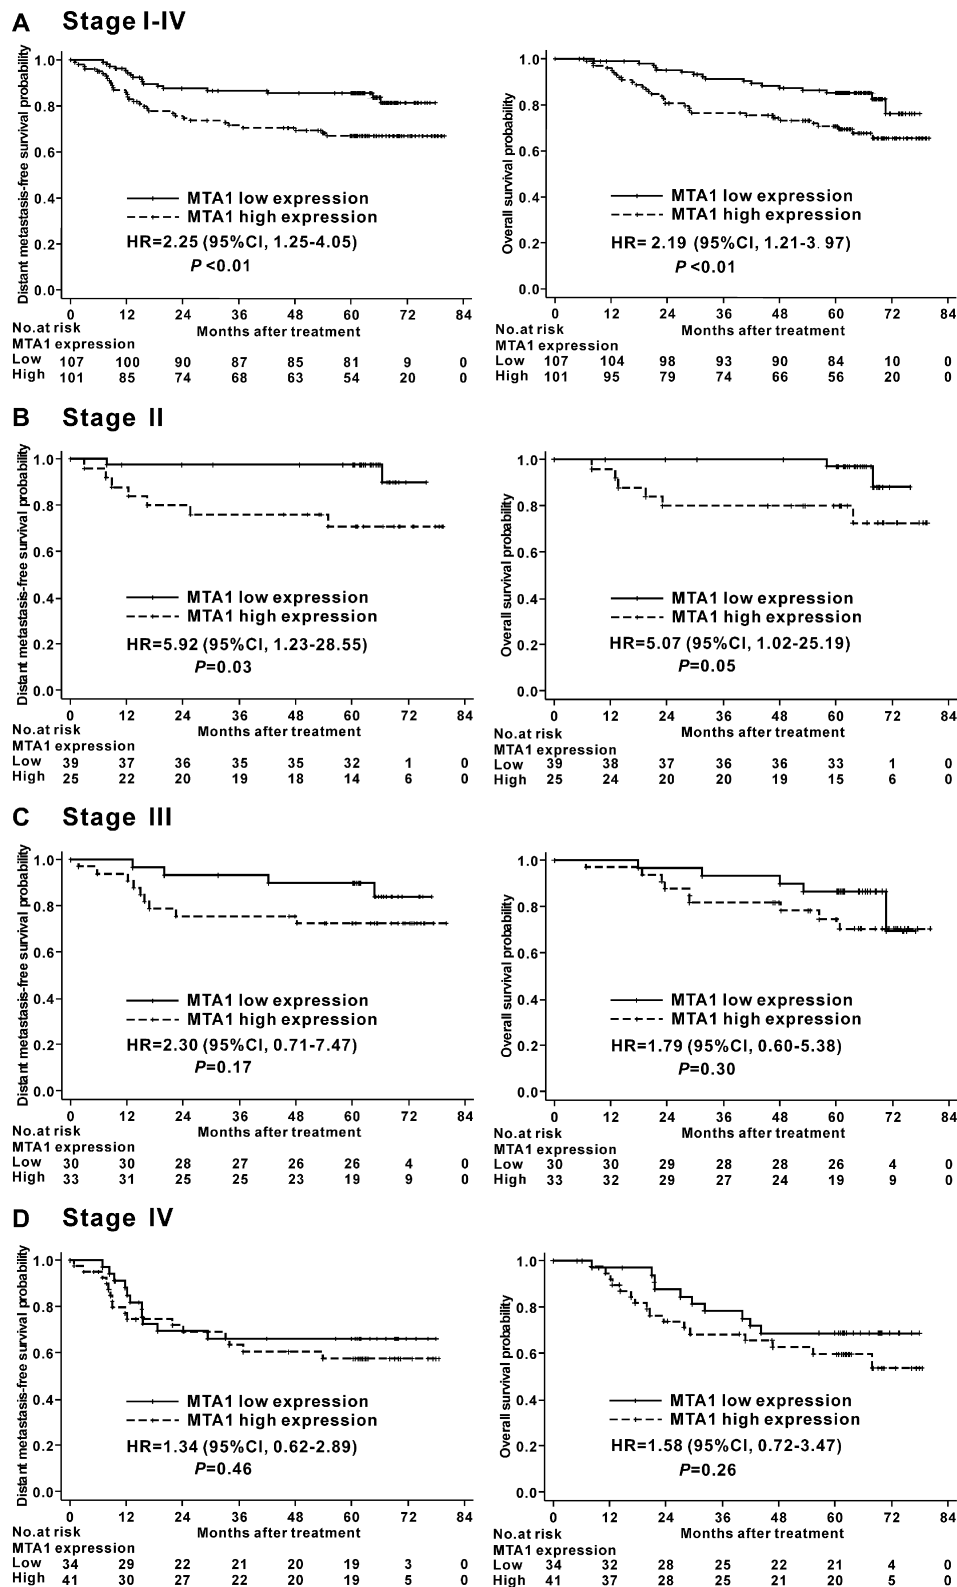 A Stage I-IV
Distant metastasis-free survival probability
1.0
0.8
0.6
0.4
0.2
0.0
MTA1 low expression
MTA1 high expression
HR=2.25 (95%CI, 1.25-4.05)
P <0.01
0 12 24 36 48 60 72 84
No.at risk
Months after treatment
MTA1 expression
Low 107 100 90 87 85 81 9 0
High 101 85 74 68 63 54 20 0
Overall survival probability
1.0
0.8
0.6
0.4
0.2
0.0
MTA1 low expression
MTA1 high expression
HR= 2.19 (95%CI, 1.21-3. 97)
P <0.01
0 12 24 36 48 60 72 84
No.at risk
Months after treatment
MTA1 expression
Low 107 104 98 93 90 84 10 0
High 101 95 79 74 66 56 20 0
B Stage II
Distant metastasis-free survival probability
1.0
0.8
0.6
0.4
0.2
0.0
MTA1 low expression
MTA1 high expression
HR=5.92 (95%CI, 1.23-28.55)
P=0.03
0 12 24 36 48 60 72 84
No.at risk
Months after treatment
MTA1 expression
Low 39 37 36 35 35 32 1 0
High 25 22 20 19 18 14 6 0
Overall survival probability
1.0
0.8
0.6
0.4
0.2
0.0
MTA1 low expression
MTA1 high expression
HR=5.07 (95%CI, 1.02-25.19)
P=0.05
0 12 24 36 48 60 72 84
No.at risk
Months after treatment
MTA1 expression
Low 39 38 37 36 36 33 1 0
High 25 24 20 20 19 15 6 0
C Stage III
Distant metastasis-free survival probability
1.0
0.8
0.6
0.4
0.2
0.0
MTA1 low expression
MTA1 high expression
HR=2.30 (95%CI, 0.71-7.47)
P=0.17
0 12 24 36 48 60 72 84
No.at risk
Months after treatment
MTA1 expression
Low 30 30 28 27 26 26 4 0
High 33 31 25 25 23 19 9 0
Overall survival probability
1.0
0.8
0.6
0.4
0.2
0.0
MTA1 low expression
MTA1 high expression
HR=1.79 (95%CI, 0.60-5.38)
P=0.30
0 12 24 36 48 60 72 84
No.at risk
Months after treatment
MTA1 expression
Low 30 30 29 28 28 26 4 0
High 33 32 29 27 24 19 9 0
D Stage IV
Distant metastasis-free survival probability
1.0
0.8
0.6
0.4
0.2
0.0
MTA1 low expression
MTA1 high expression
HR=1.34 (95%CI, 0.62-2.89)
P=0.46
0 12 24 36 48 60 72 84
No.at risk
Months after treatment
MTA1 expression
Low 34 29 22 21 20 19 3 0
High 41 30 27 22 20 19 5 0
Overall survival probability
1.0
0.8
0.6
0.4
0.2
0.0
MTA1 low expression
MTA1 high expression
HR=1.58 (95%CI, 0.72-3.47)
P=0.26
0 12 24 36 48 60 72 84
No.at risk
Months after treatment
MTA1 expression
Low 34 32 28 25 22 21 4 0
High 41 37 28 25 21 20 5 0